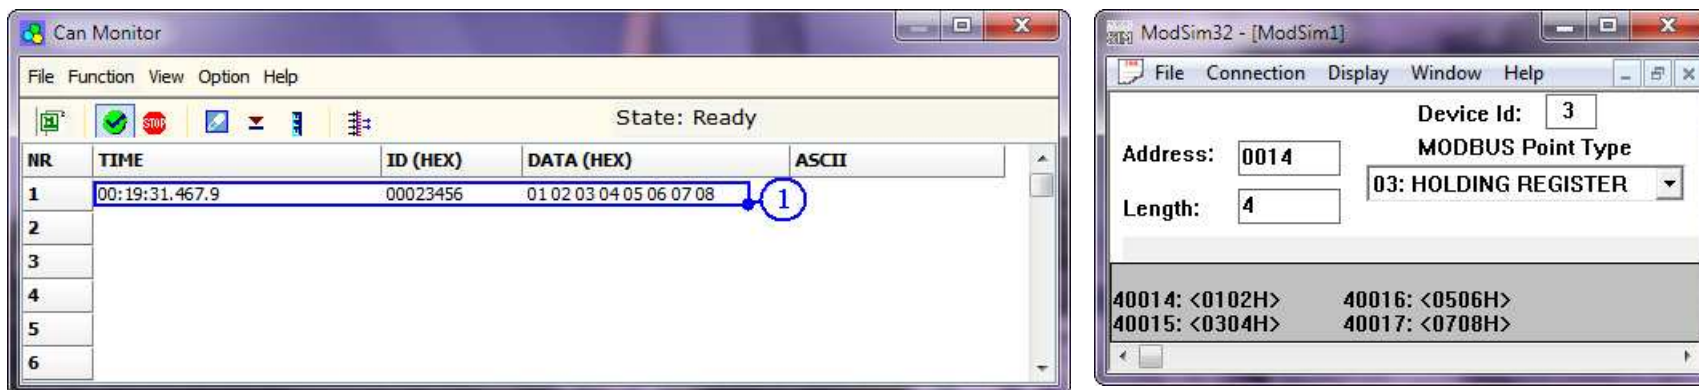 Can Monitor
File Function View Option Help
STOP State: Ready
NR TIME ID (HEX) DATA (HEX) ASCII
1 00:19:31.467.9 00023456 01 02 03 04 05 06 07 08 1
2
3
4
5
6
ModSim32 - [ModSim1]
File Connection Display Window Help
Device Id: 3
Address: 0014 MODBUS Point Type
03: HOLDING REGISTER
Length: 4
40014: <0102H> 40016: <0506H>
40015: <0304H> 40017: <0708H>